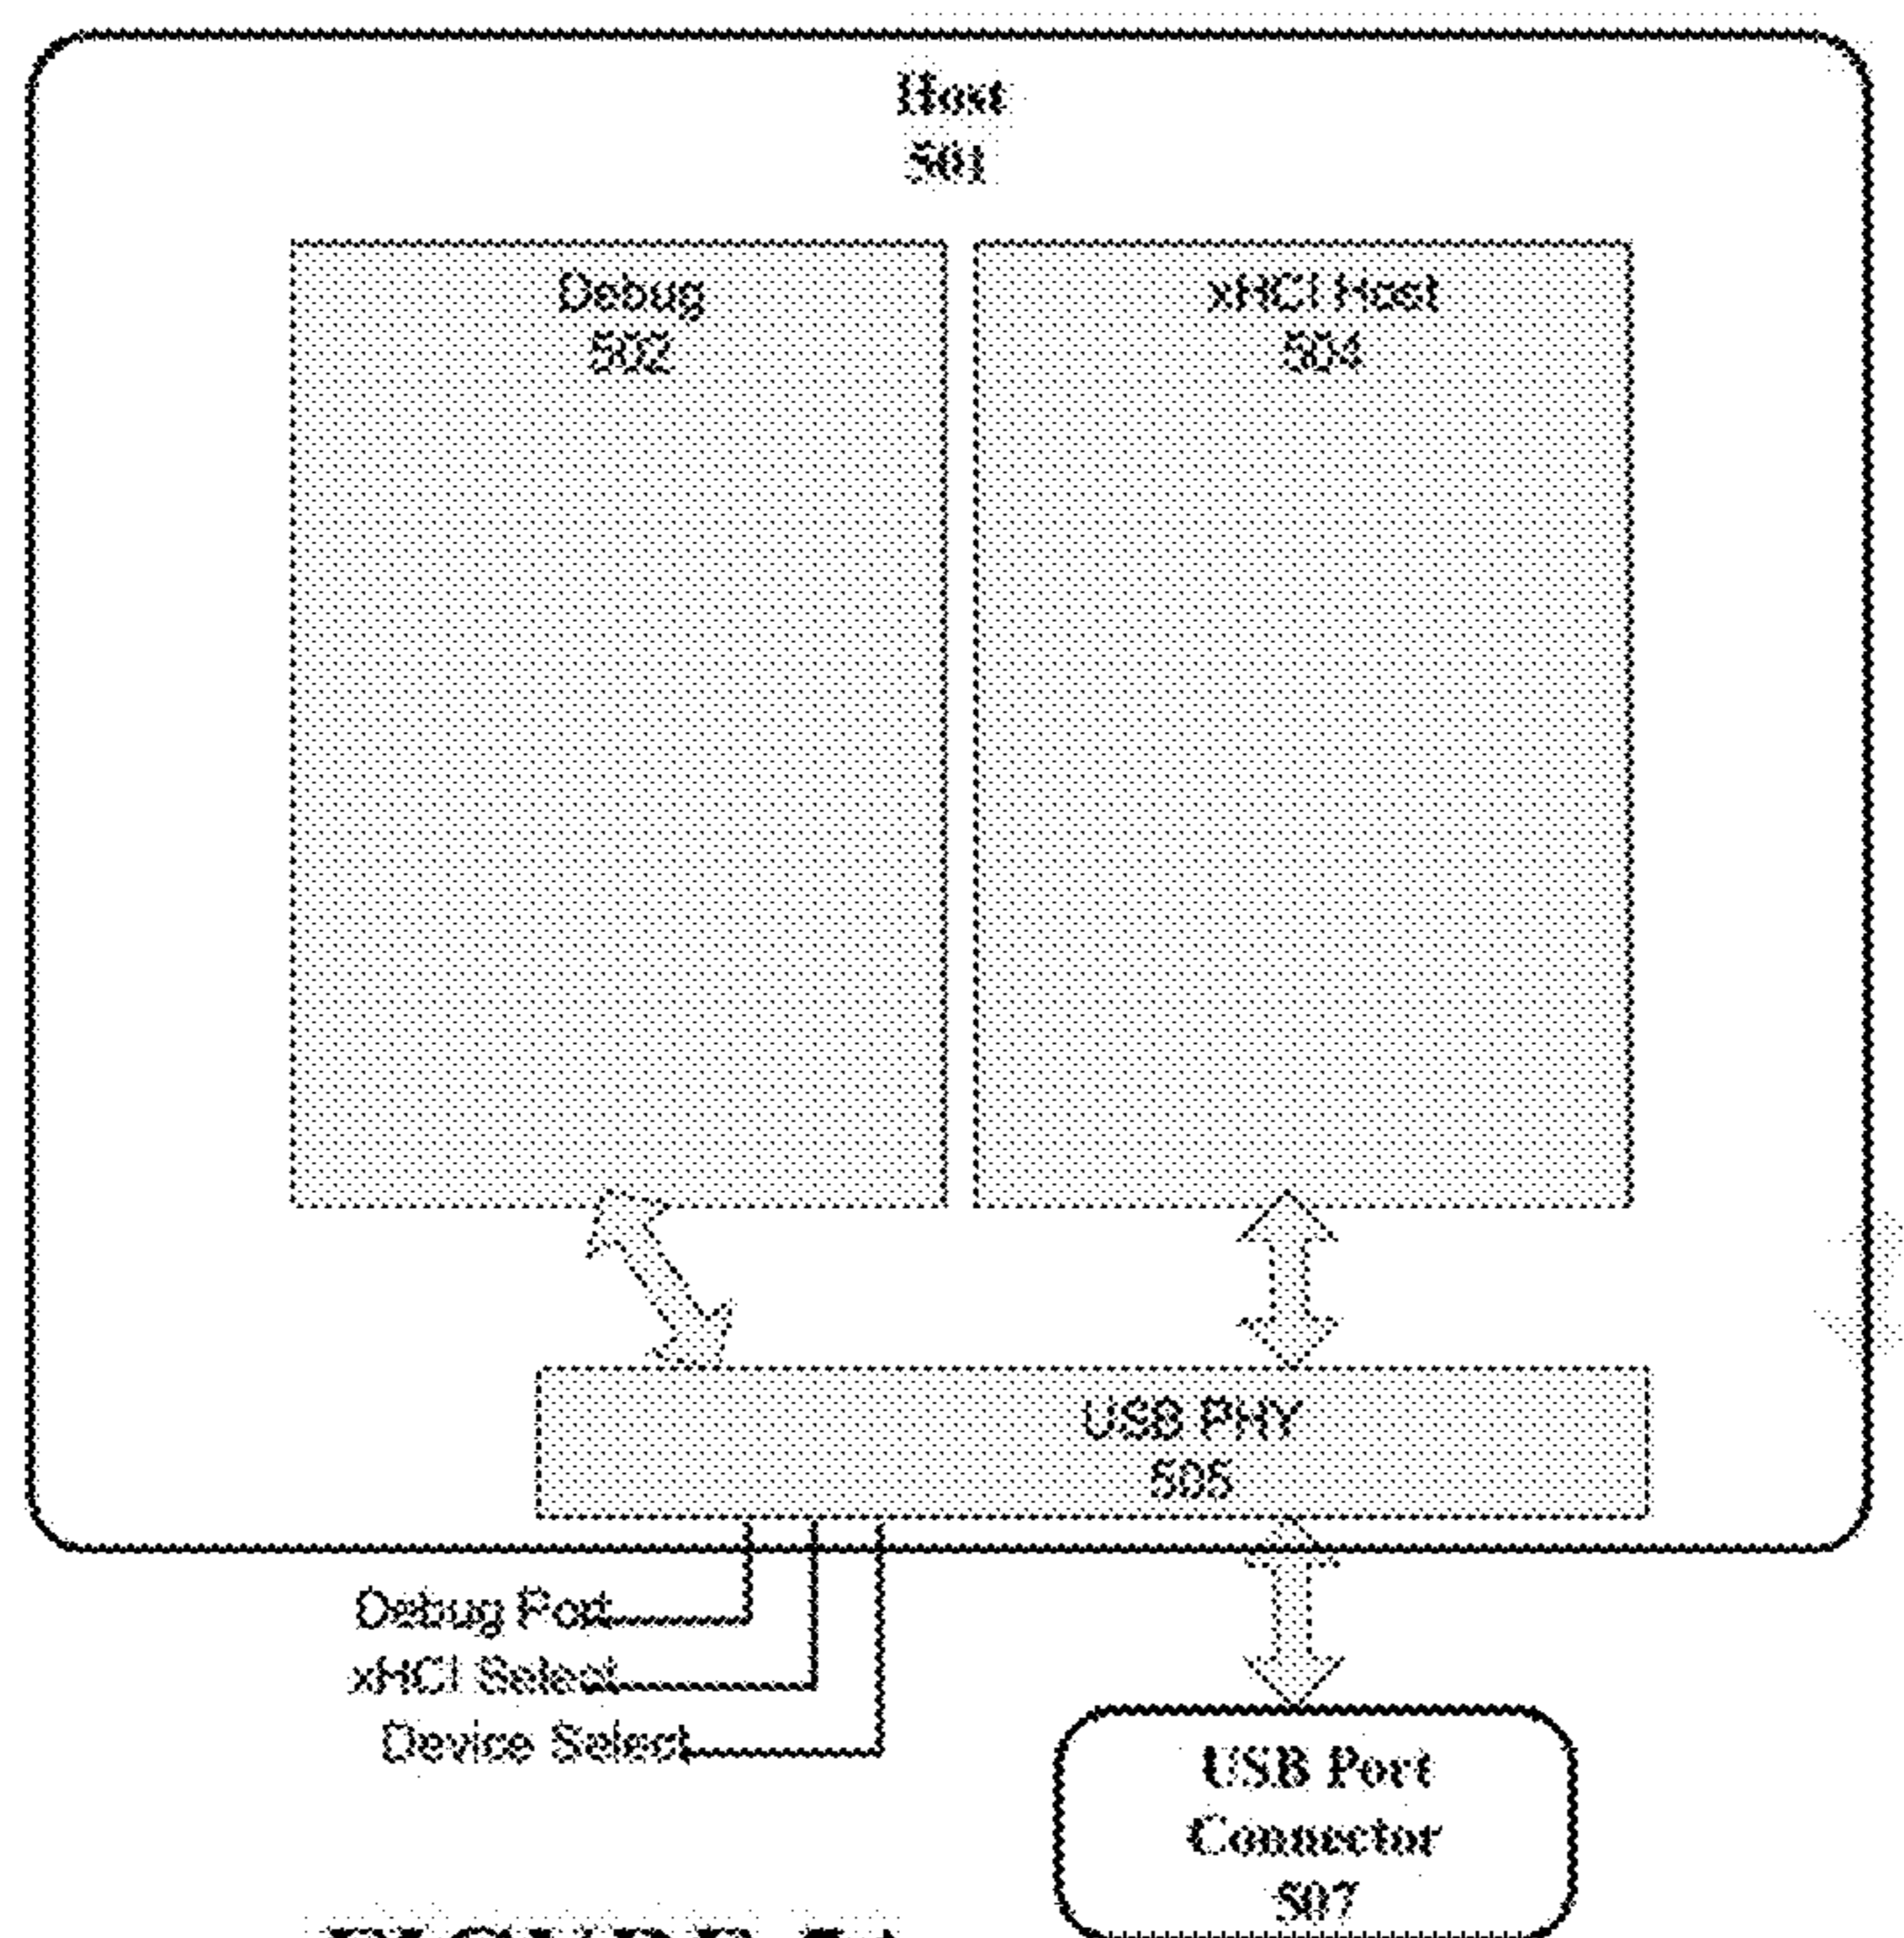 Host
501
Debug
502
xHCI Host
504
USB PHY
505
Debug Port
xHCI Select
Device Select
USB Port
Connector
507